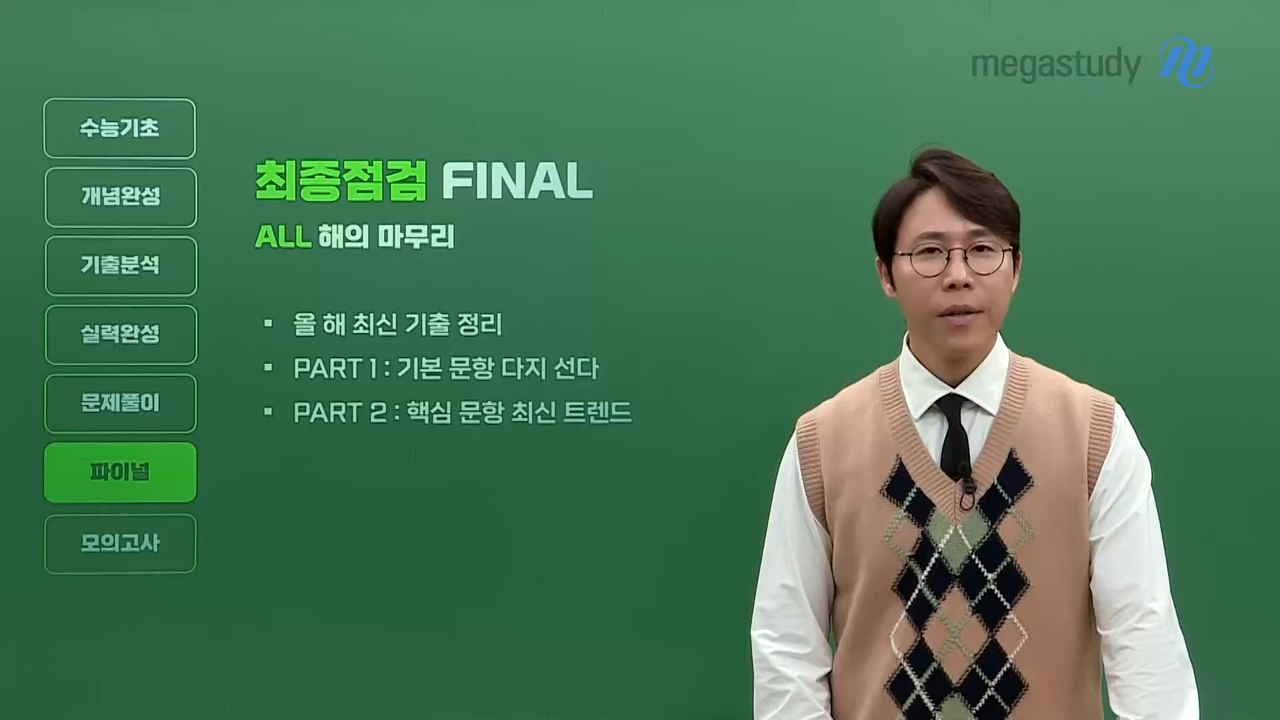 megastudy
수능기초
개념완성
기출분석
실력완성
문제풀이
파이널
모의고사
최종점검 FINAL
ALL 해의 마무리
▪ 올 해 최신 기출 정리
▪ PART 1 : 기본 문항 다지 선다
▪ PART 2 : 핵심 문항 최신 트렌드